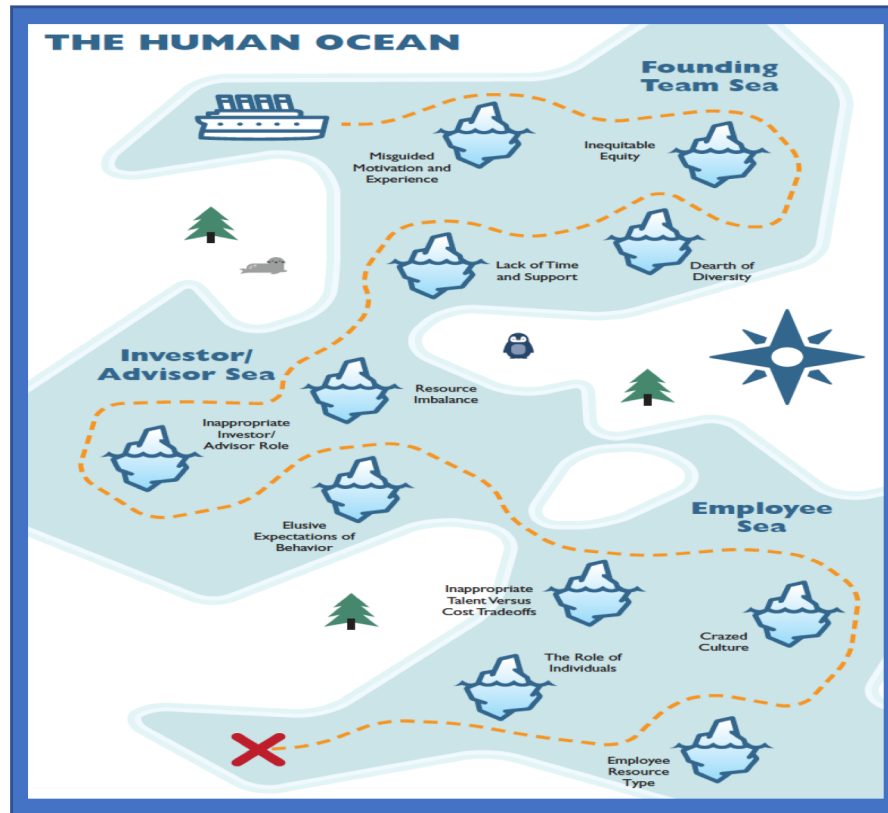 THE HUMAN OCEAN
Founding
Team Sea
Misguided
Motivation and
Experience
Inequitable
Equity
Lack of Time
and Support
Dearth of
Diversity
Investor/
Advisor Sea
Resource
Imbalance
Inappropriate
Investor/
Advisor Role
Elusive
Expectations of
Behavior
Employee
Sea
Inappropriate
Talent Versus
Cost Tradeoffs
Crazed
Culture
The Role of
Individuals
Employee
Resource
Type